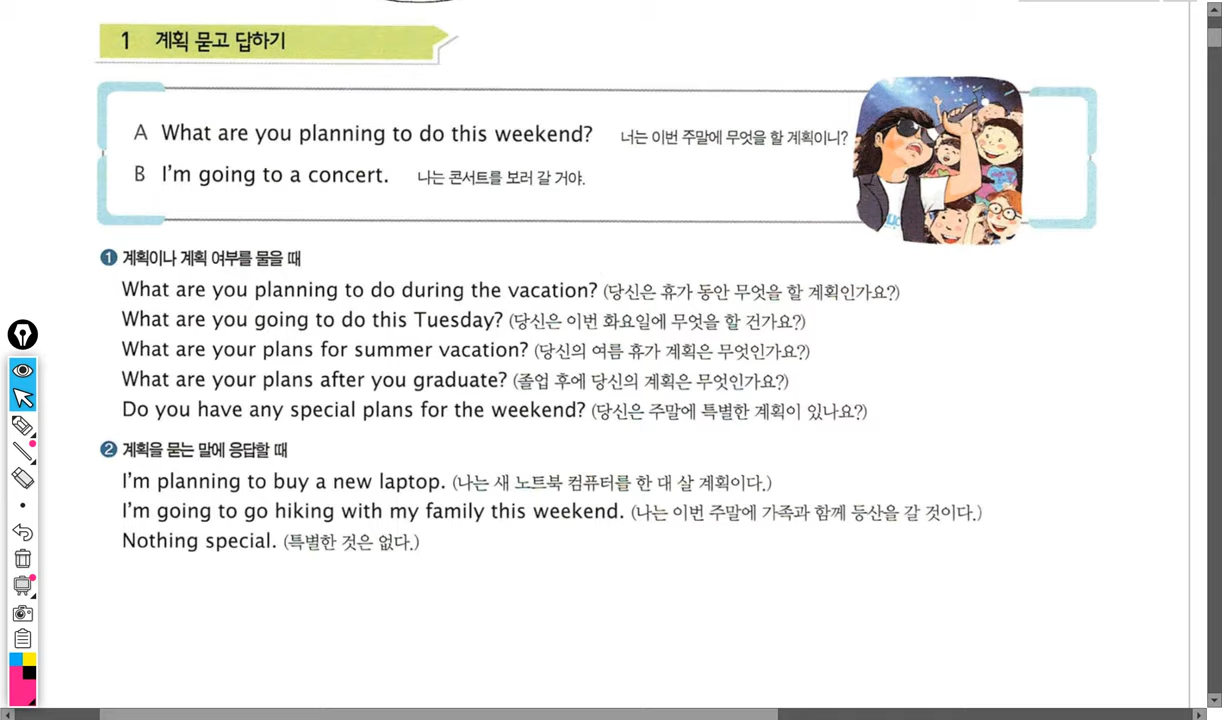 1 계획 묻고 답하기
A What are you planning to do this weekend? 너는 이번 주말에 무엇을 할 계획이니?
B I'm going to a concert. 나는 콘서트를 보러 갈 거야.
1 계획이나 계획 여부를 물을 때
What are you planning to do during the vacation? (당신은 휴가 동안 무엇을 할 계획인가요?)
What are you going to do this Tuesday? (당신은 이번 화요일에 무엇을 할 건가요?)
What are your plans for summer vacation? (당신의 여름 휴가 계획은 무엇인가요?)
What are your plans after you graduate? (졸업 후에 당신의 계획은 무엇인가요?)
Do you have any special plans for the weekend? (당신은 주말에 특별한 계획이 있나요?)
2 계획을 묻는 말에 응답할 때
I'm planning to buy a new laptop. (나는 새 노트북 컴퓨터를 한 대 살 계획이다.)
I'm going to go hiking with my family this weekend. (나는 이번 주말에 가족과 함께 등산을 갈 것이다.)
Nothing special. (특별한 것은 없다.)